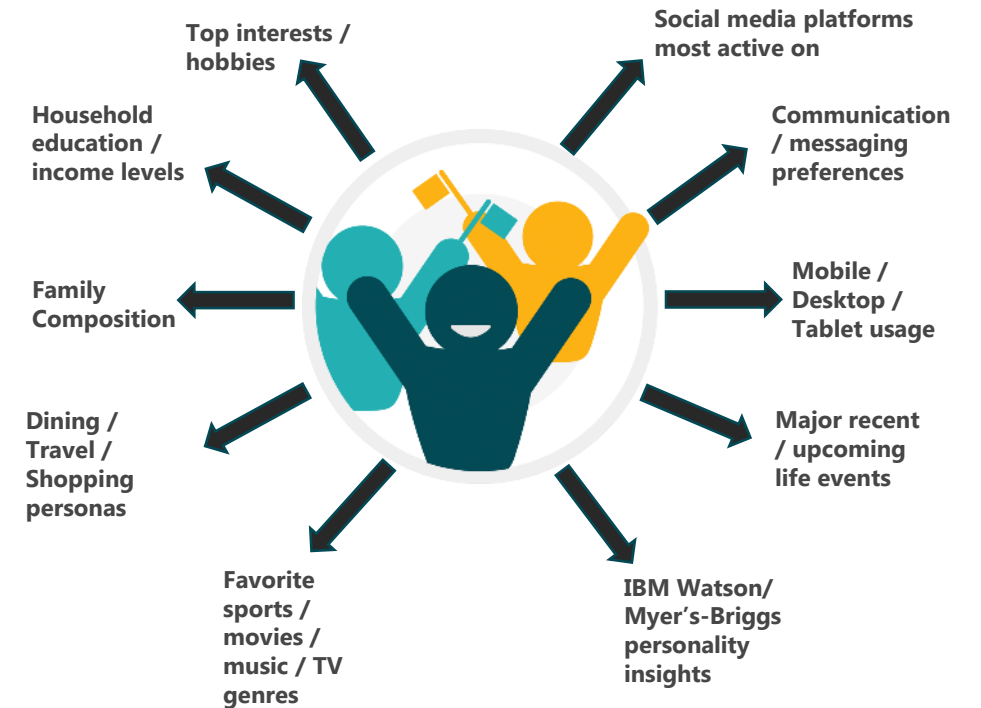 Top interests /
hobbies
Social media platforms
most active on
Household
education /
income levels
Communication
/ messaging
preferences
Family
Composition
Mobile /
Desktop /
Tablet usage
Dining /
Travel /
Shopping
personas
Major recent
/ upcoming
life events
Favorite
sports /
movies /
music / TV
genres
IBM Watson/
Myer’s-Briggs
personality
insights